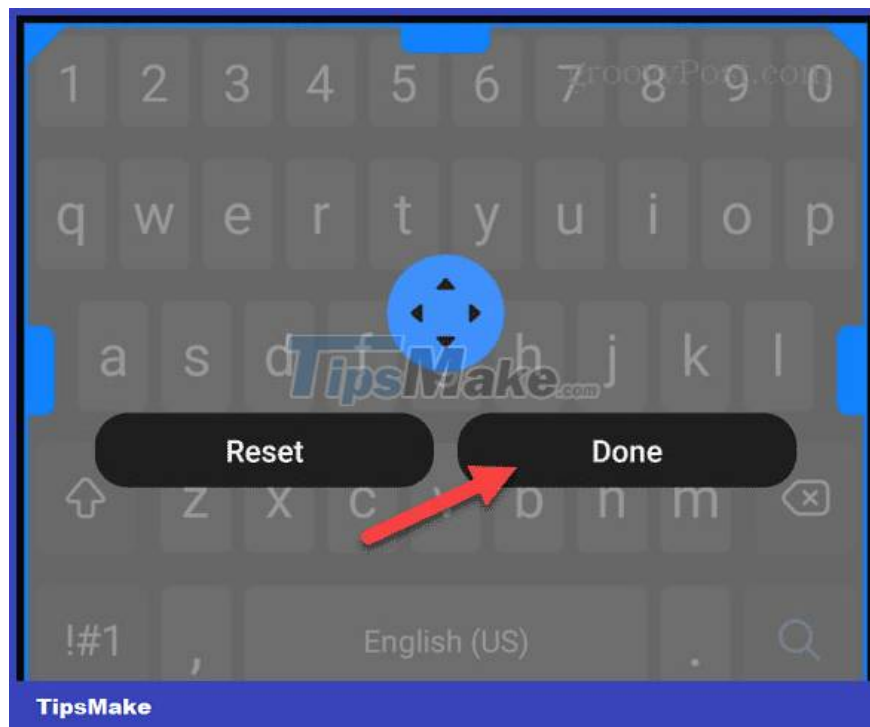 1 2 3 4 5 6 7 8 9 0
groovyPost.com
q w e r t y u i o p
a s d f g h j k l
TipsMake.com
Reset Done
z x c v b n m
!#1 , English (US) .
TipsMake